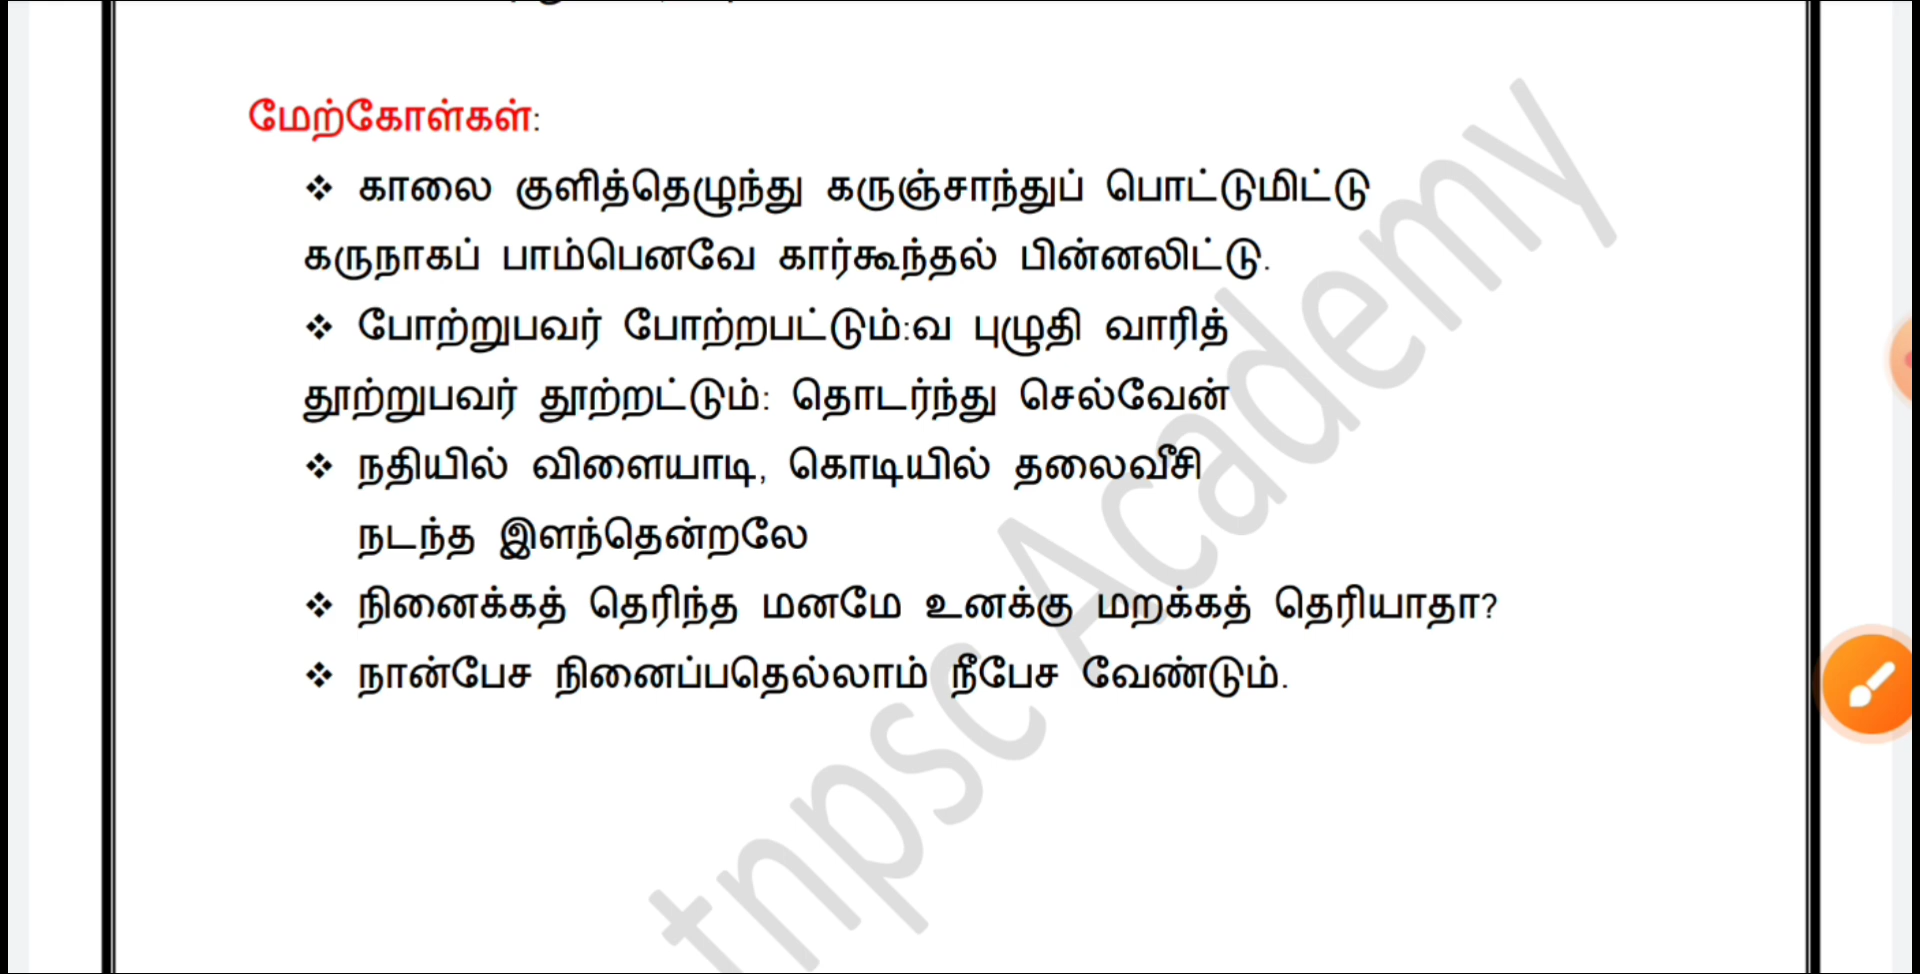 மேற்கோள்கள்:
❖ காலை குளித்தெழுந்து கருஞ்சாந்துப் பொட்டுமிட்டு
கருநாகப் பாம்பெனவே கார்கூந்தல் பின்னலிட்டு.
❖ போற்றுபவர் போற்றபட்டும்:வ புழுதி வாரித்
தூற்றுபவர் தூற்றட்டும்: தொடர்ந்து செல்வேன்
❖ நதியில் விளையாடி, கொடியில் தலைவீசி
நடந்த இளந்தென்றலே
❖ நினைக்கத் தெரிந்த மனமே உனக்கு மறக்கத் தெரியாதா?
❖ நான்பேச நினைப்பதெல்லாம் நீபேச வேண்டும்.
tnpsc Academy